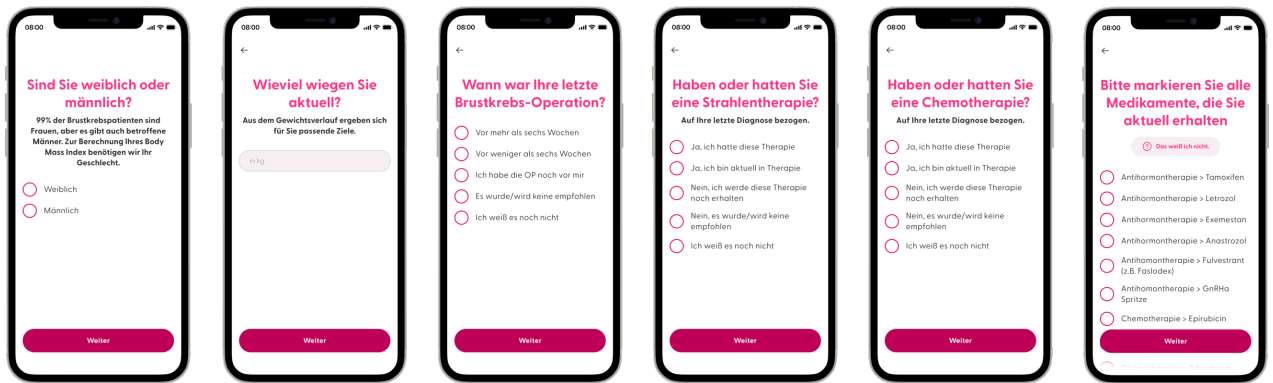 08:00
Sind Sie weiblich oder
männlich?
99% der Brustkrebspatienten sind
Frauen, aber es gibt auch betroffene
Männer. Zur Berechnung Ihres Body
Mass Index benötigen wir Ihr
Geschlecht.
Weiblich
Männlich
Weiter
08:00
Wieviel wiegen Sie
aktuell?
Aus dem Gewichtsverlauf ergeben sich
für Sie passende Ziele.
in kg
Weiter
08:00
Wann war Ihre letzte
Brustkrebs-Operation?
Vor mehr als sechs Wochen
Vor weniger als sechs Wochen
Ich habe die OP noch vor mir
Es wurde/wird keine empfohlen
Ich weiß es noch nicht
Weiter
08:00
Haben oder hatten Sie
eine Strahlentherapie?
Auf Ihre letzte Diagnose bezogen.
Ja, ich hatte diese Therapie
Ja, ich bin aktuell in Therapie
Nein, ich werde diese Therapie
noch erhalten
Nein, es wurde/wird keine
empfohlen
Ich weiß es noch nicht
Weiter
08:00
Haben oder hatten Sie
eine Chemotherapie?
Auf Ihre letzte Diagnose bezogen.
Ja, ich hatte diese Therapie
Ja, ich bin aktuell in Therapie
Nein, ich werde diese Therapie
noch erhalten
Nein, es wurde/wird keine
empfohlen
Ich weiß es noch nicht
Weiter
08:00
Bitte markieren Sie alle
Medikamente, die Sie
aktuell erhalten
Das weiß ich nicht.
Antihormontherapie > Tamoxifen
Antihormontherapie > Letrozol
Antihormontherapie > Exemestan
Antihormontherapie > Anastrozol
Antihomontherapie > Fulvestrant
(z.B. Faslodex)
Antihomontherapie > GnRHa
Spritze
Chemotherapie > Epirubicin
Weiter